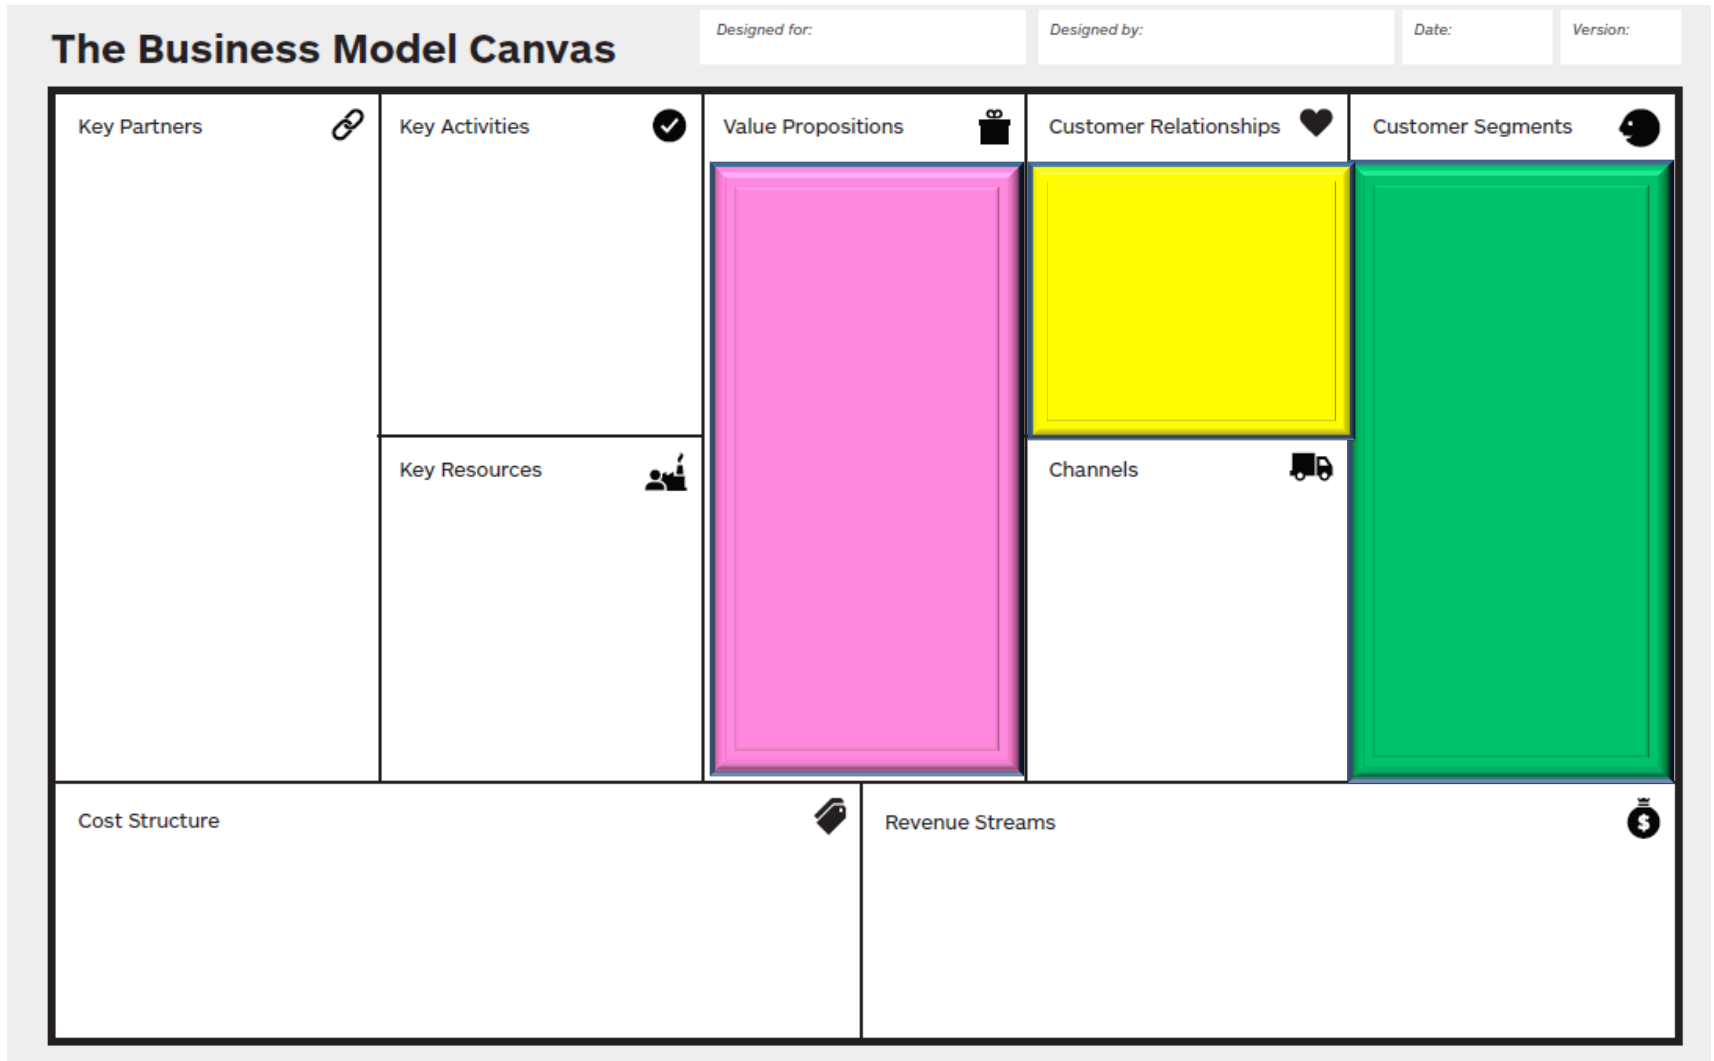 The Business Model Canvas
Designed for:
Designed by:
Date:
Version:
Key Partners
Key Activities
Value Propositions
Customer Relationships
Customer Segments
Key Resources
Channels
Cost Structure
Revenue Streams
$